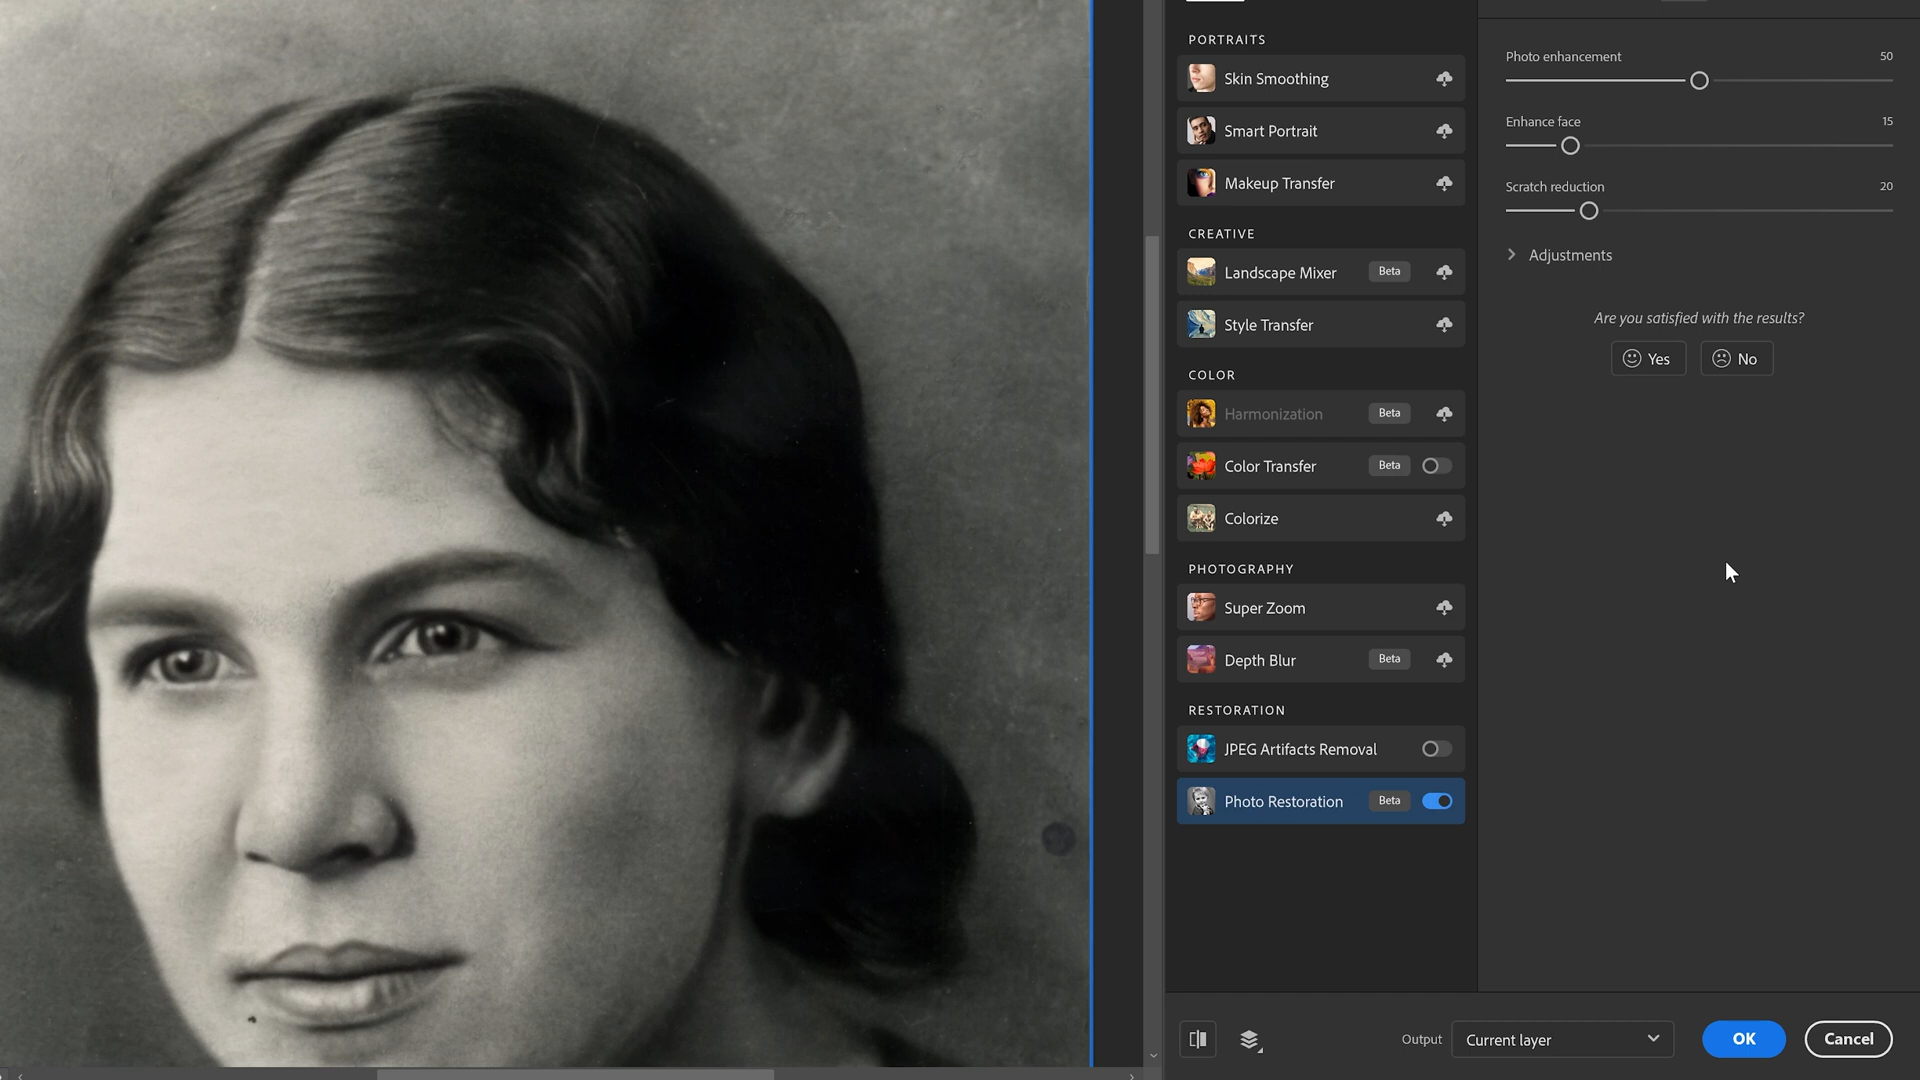 PORTRAITS
Skin Smoothing
Smart Portrait
Makeup Transfer
CREATIVE
Landscape Mixer Beta
Style Transfer
COLOR
Harmonization Beta
Color Transfer Beta
Colorize
PHOTOGRAPHY
Super Zoom
Depth Blur Beta
RESTORATION
JPEG Artifacts Removal
Photo Restoration Beta
Photo enhancement 50
Enhance face 15
Scratch reduction 20
Adjustments
Are you satisfied with the results?
Yes No
Output Current layer OK Cancel